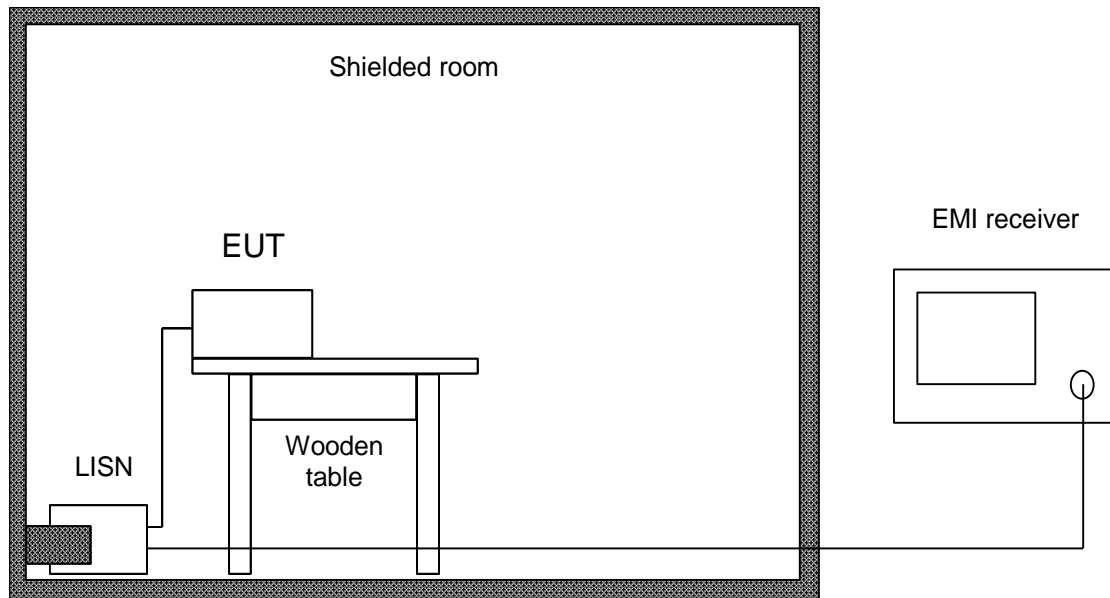 Shielded room
EMI receiver
EUT
Wooden
table
LISN